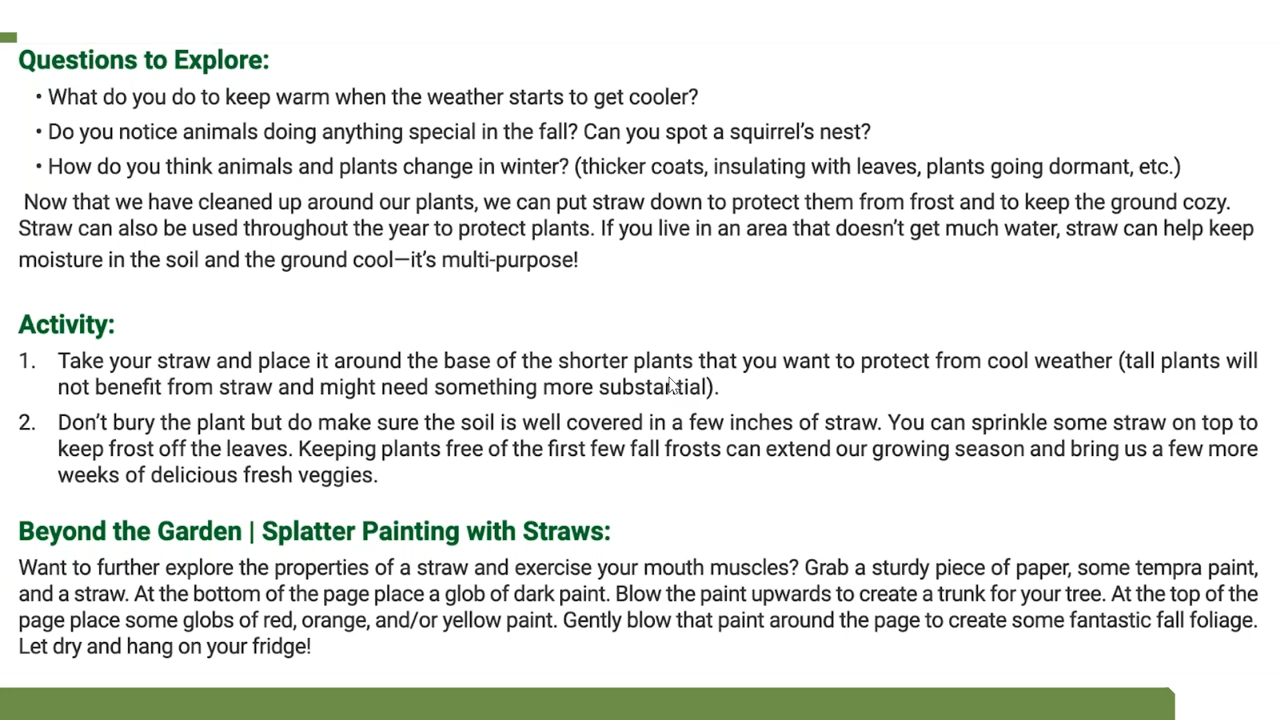 Questions to Explore:
• What do you do to keep warm when the weather starts to get cooler?
• Do you notice animals doing anything special in the fall? Can you spot a squirrel's nest?
• How do you think animals and plants change in winter? (thicker coats, insulating with leaves, plants going dormant, etc.)
Now that we have cleaned up around our plants, we can put straw down to protect them from frost and to keep the ground cozy.
Straw can also be used throughout the year to protect plants. If you live in an area that doesn't get much water, straw can help keep
moisture in the soil and the ground cool—it's multi-purpose!
Activity:
1. Take your straw and place it around the base of the shorter plants that you want to protect from cool weather (tall plants will
not benefit from straw and might need something more substantial).
2. Don't bury the plant but do make sure the soil is well covered in a few inches of straw. You can sprinkle some straw on top to
keep frost off the leaves. Keeping plants free of the first few fall frosts can extend our growing season and bring us a few more
weeks of delicious fresh veggies.
Beyond the Garden | Splatter Painting with Straws:
Want to further explore the properties of a straw and exercise your mouth muscles? Grab a sturdy piece of paper, some tempra paint,
and a straw. At the bottom of the page place a glob of dark paint. Blow the paint upwards to create a trunk for your tree. At the top of the
page place some globs of red, orange, and/or yellow paint. Gently blow that paint around the page to create some fantastic fall foliage.
Let dry and hang on your fridge!